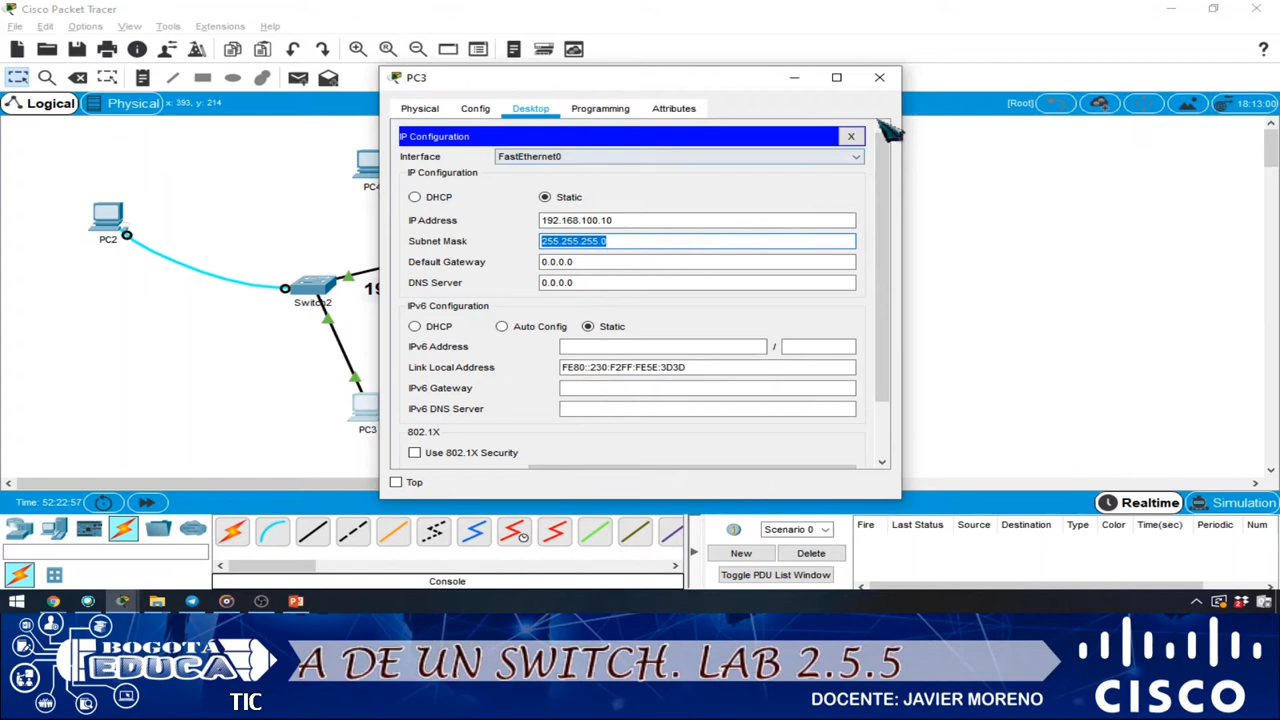 Cisco Packet Tracer
File Edit Options View Tools Extensions Help
Logical Physical x: 393, y: 214 [Root] 18:13:00
PC3
Physical Config Desktop Programming Attributes
IP Configuration X
Interface FastEthernet0
IP Configuration
DHCP Static
IP Address 192.168.100.10
Subnet Mask 255.255.255.0
Default Gateway 0.0.0.0
DNS Server 0.0.0.0
IPv6 Configuration
DHCP Auto Config Static
IPv6 Address /
Link Local Address FE80::230:F2FF:FE5E:3D3D
IPv6 Gateway
IPv6 DNS Server
802.1X
Use 802.1X Security
Top
PC4
PC2
Switch2
19
PC3
Time: 52:22:57 Realtime Simulation
Scenario 0
New Delete
Toggle PDU List Window
Fire Last Status Source Destination Type Color Time(sec) Periodic Num
Console
BOGOTÁ
EDUCA
TIC
A DE UN SWITCH. LAB 2.5.5
DOCENTE: JAVIER MORENO
CISCO